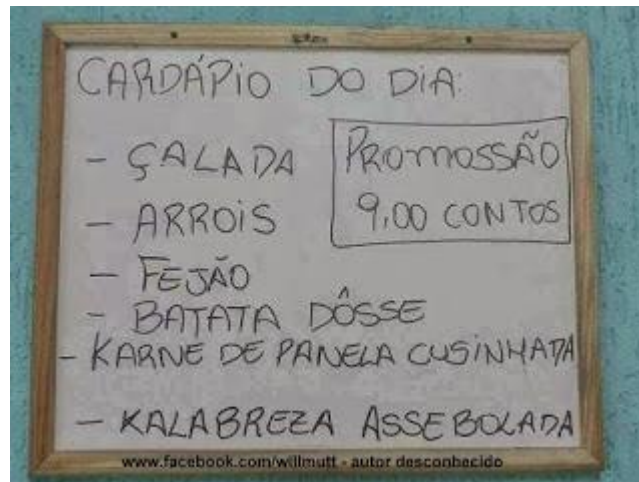 CARDÁPIO DO DIA:
- ÇALADA
PROMOSSÃO
9,00 CONTOS
- ARROIS
- FEJÃO
- BATATA DÔSSE
- KARNE DE PANELA CUSINHADA
- KALABREZA ASSEBOLADA
www.facebook.com/willmutt - autor desconhecido